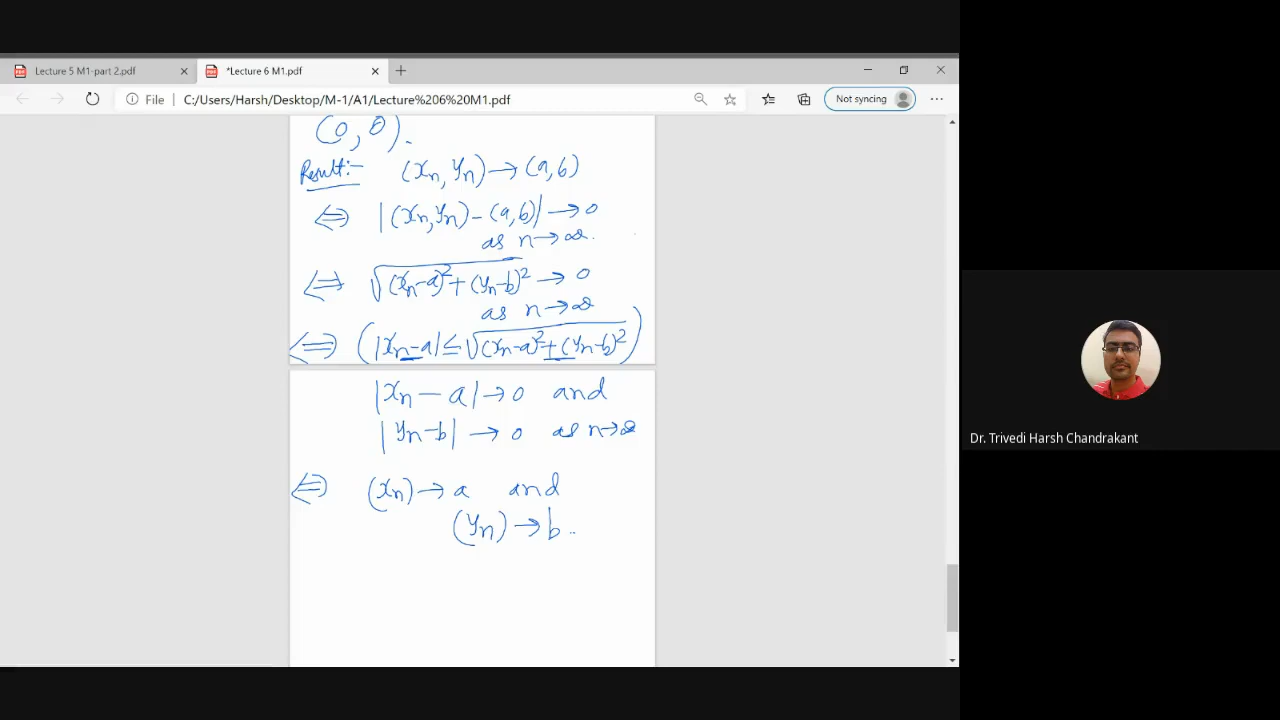 Lecture 5 M1-part 2.pdf
*Lecture 6 M1.pdf
File | C:/Users/Harsh/Desktop/M-1/A1/Lecture%206%20M1.pdf
Not syncing
(0, 0).
Result:- (xn, yn) → (a, b)
⇔ |(xn, yn) - (a, b)| → 0
as n → ∞.
⇔ √(xn-a)² + (yn-b)² → 0
as n → ∞
⇔ (|xn-a| ≤ √(xn-a)² + (yn-b)²)
|xn - a| → 0 and
|yn-b| → 0 as n→∞
⇔ (xn) → a and
(yn) → b..
Dr. Trivedi Harsh Chandrakant